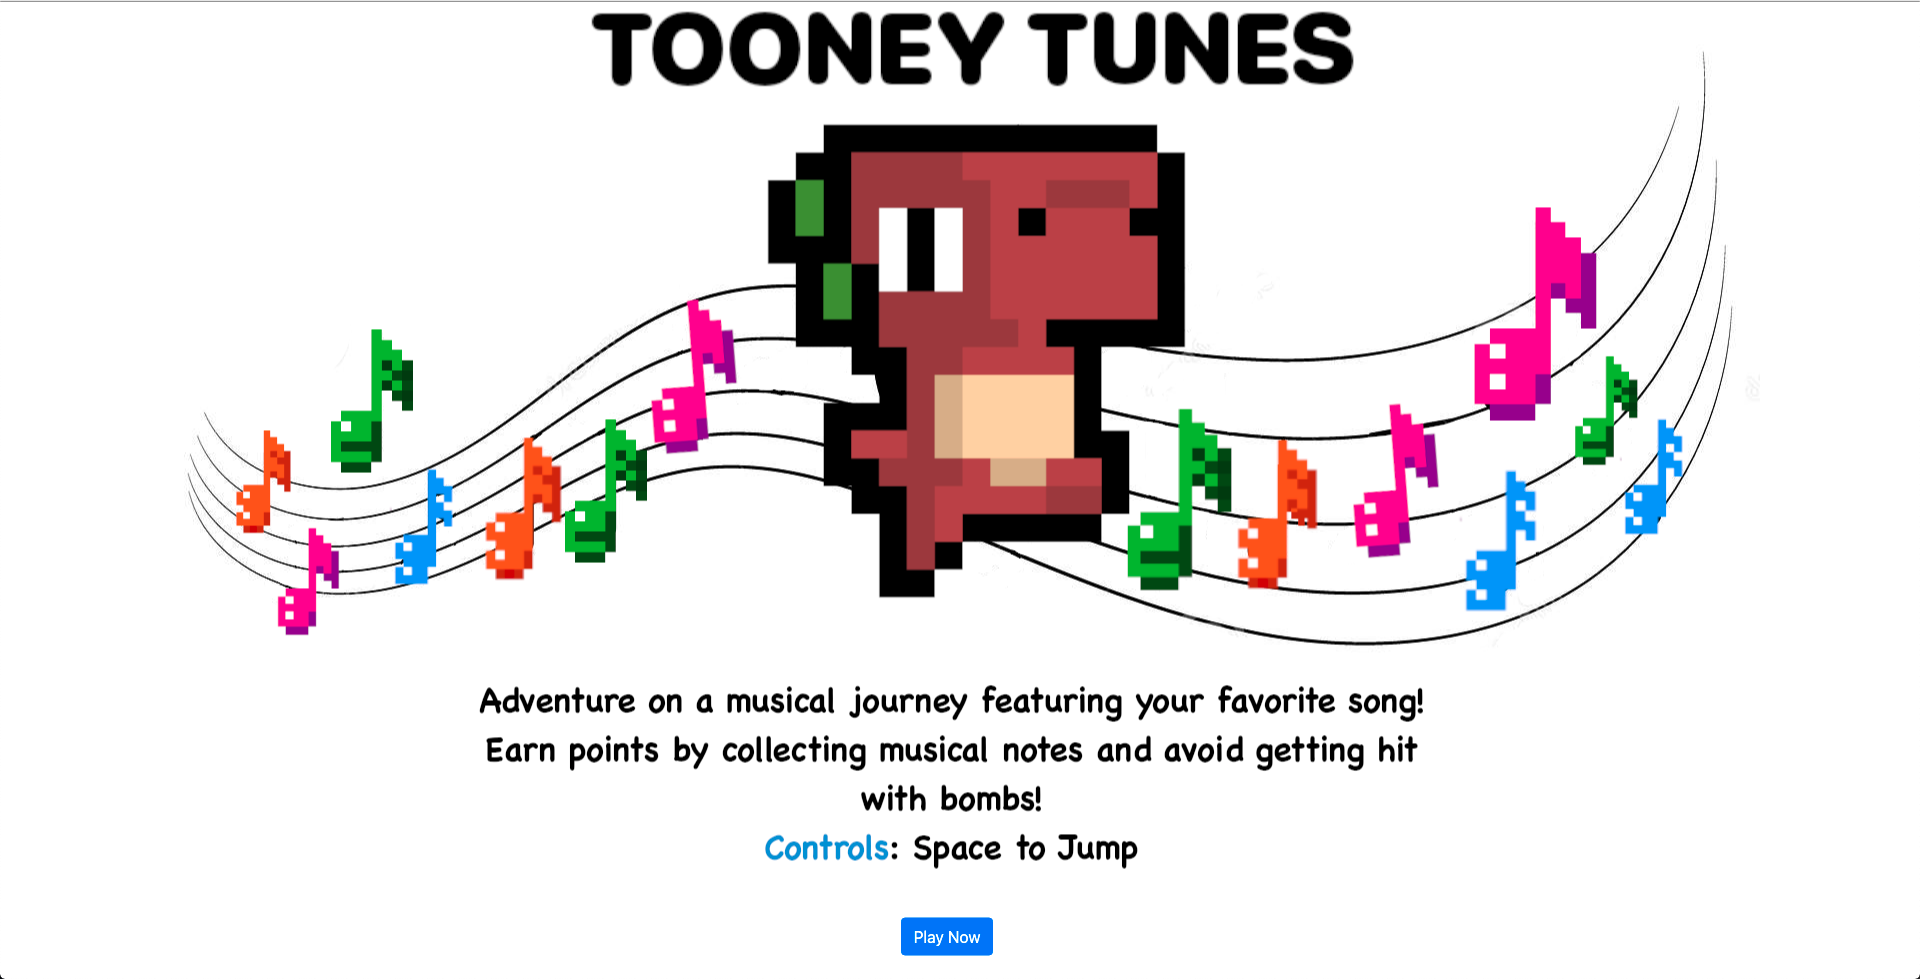 TOONEY TUNES
Adventure on a musical journey featuring your favorite song!
Earn points by collecting musical notes and avoid getting hit
with bombs!
Controls: Space to Jump
Play Now